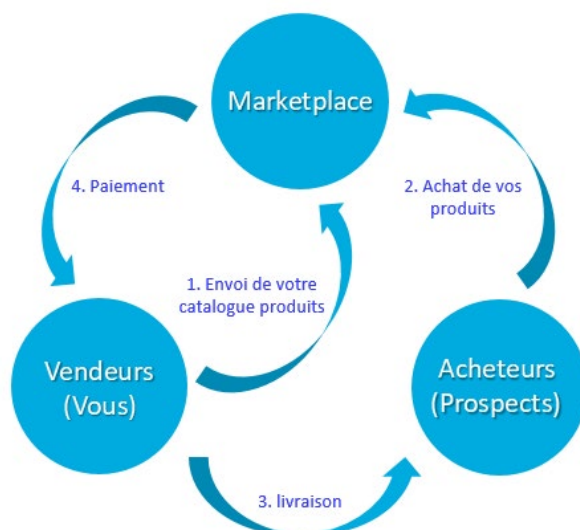 Marketplace
4. Paiement
2. Achat de vos
produits
1. Envoi de votre
catalogue produits
Vendeurs
(Vous)
Acheteurs
(Prospects)
3. livraison